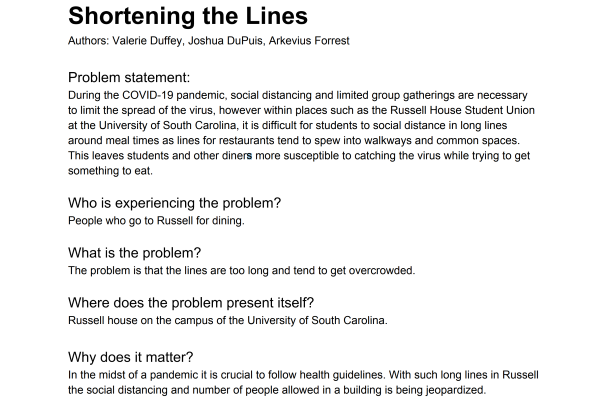 Shortening the Lines
Authors: Valerie Duffey, Joshua DuPuis, Arkevius Forrest
Problem statement:
During the COVID-19 pandemic, social distancing and limited group gatherings are necessary
to limit the spread of the virus, however within places such as the Russell House Student Union
at the University of South Carolina, it is difficult for students to social distance in long lines
around meal times as lines for restaurants tend to spew into walkways and common spaces.
This leaves students and other diners more susceptible to catching the virus while trying to get
something to eat.
Who is experiencing the problem?
People who go to Russell for dining.
What is the problem?
The problem is that the lines are too long and tend to get overcrowded.
Where does the problem present itself?
Russell house on the campus of the University of South Carolina.
Why does it matter?
In the midst of a pandemic it is crucial to follow health guidelines. With such long lines in Russell
the social distancing and number of people allowed in a building is being jeopardized.